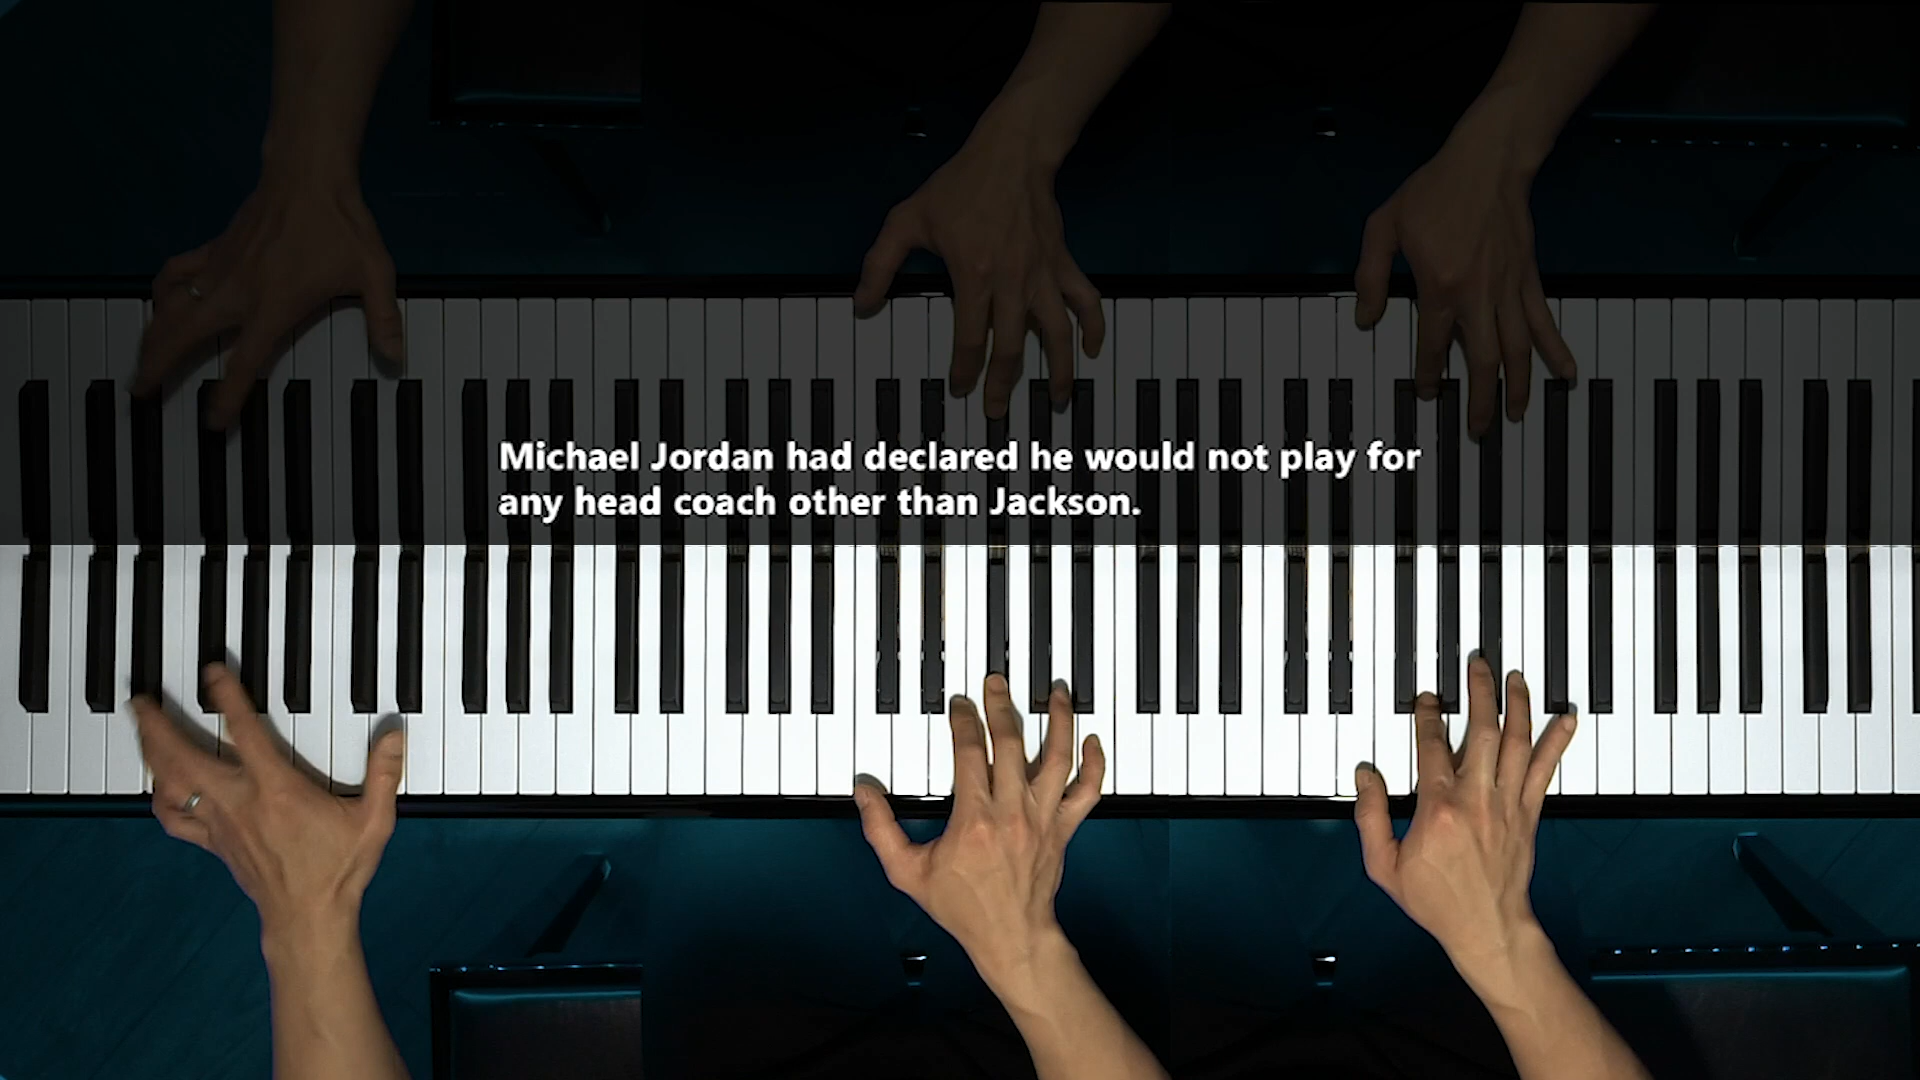 Michael Jordan had declared he would not play for
any head coach other than Jackson.